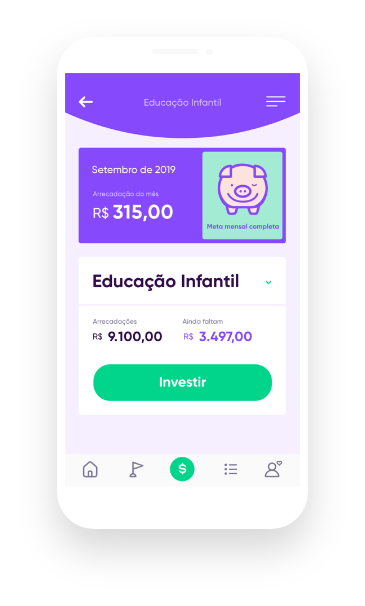 Educação Infantil
Setembro de 2019
Arrecadação do mês
R$ 315,00
Meta mensal completa
Educação Infantil
Arrecadações
Ainda faltam
R$ 9.100,00
R$ 3.497,00
Investir
$